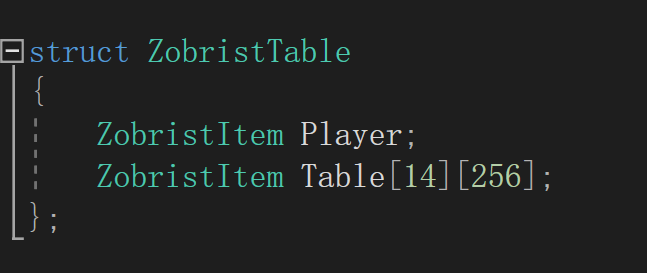 struct ZobristTable
{
ZobristItem Player;
ZobristItem Table[14][256];
};